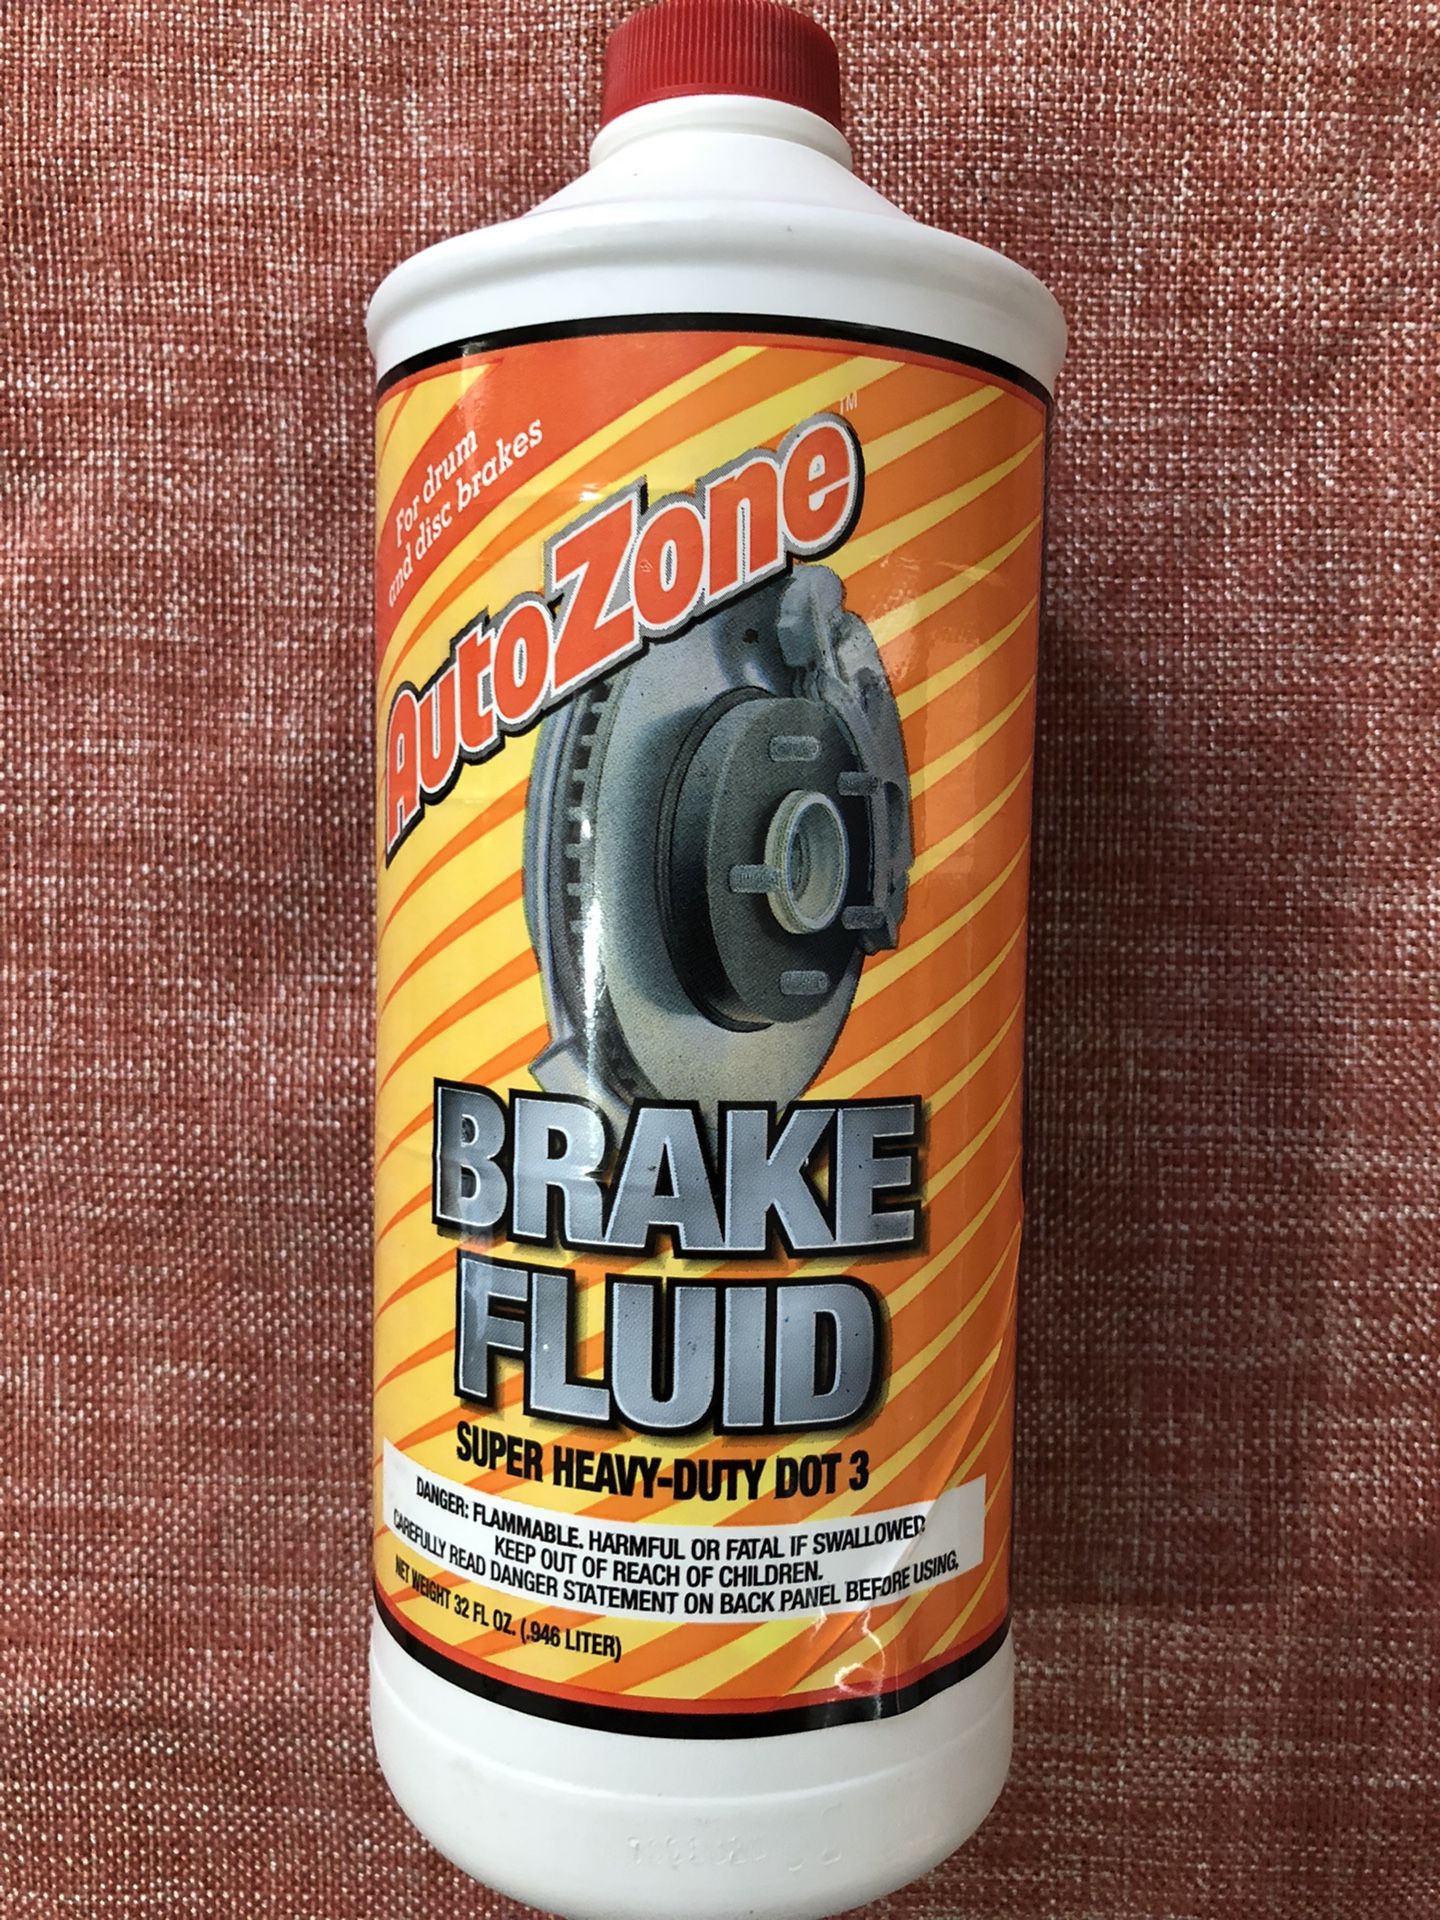 For drum
and disc brakes
AutoZone™
BRAKE
FLUID
SUPER HEAVY-DUTY DOT 3
DANGER: FLAMMABLE. HARMFUL OR FATAL IF SWALLOWED.
KEEP OUT OF REACH OF CHILDREN.
CAREFULLY READ DANGER STATEMENT ON BACK PANEL BEFORE USING.
NET WEIGHT 32 FL OZ. (.946 LITER)